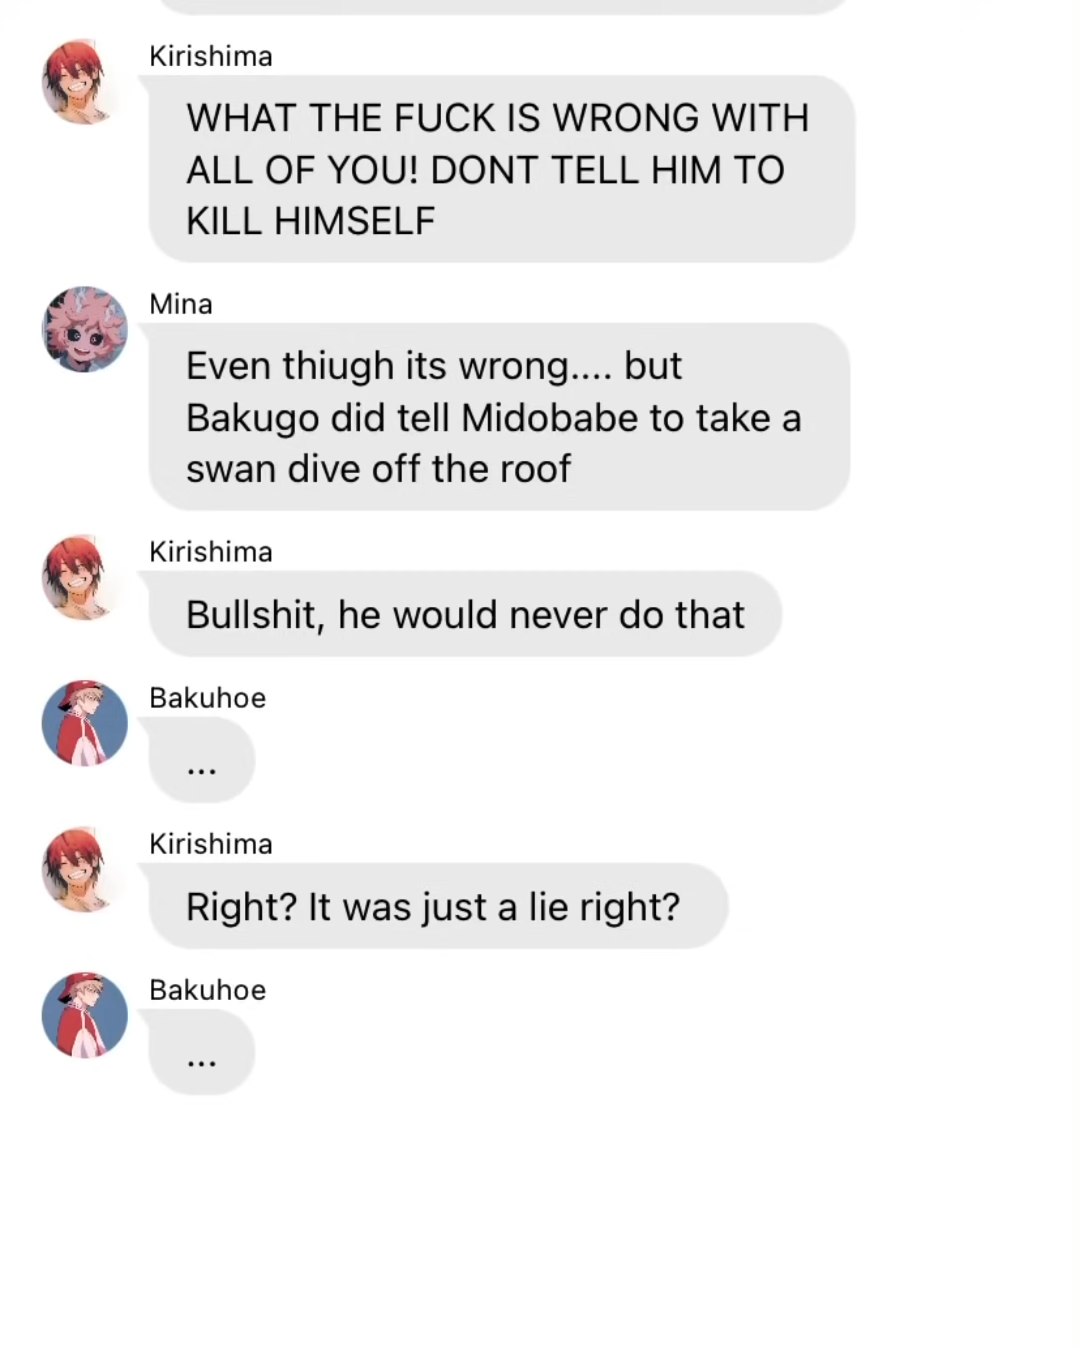 Kirishima
WHAT THE FUCK IS WRONG WITH
ALL OF YOU! DONT TELL HIM TO
KILL HIMSELF
Mina
Even thiugh its wrong.... but
Bakugo did tell Midobabe to take a
swan dive off the roof
Kirishima
Bullshit, he would never do that
Bakuhoe
...
Kirishima
Right? It was just a lie right?
Bakuhoe
...